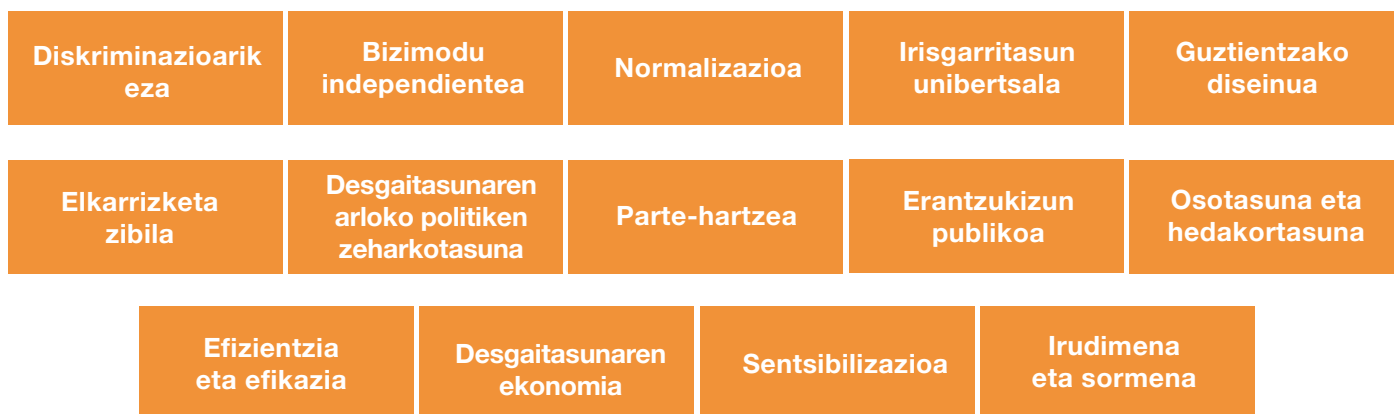 Diskriminazioarik
eza
Bizimodu
independientea
Normalizazioa
Irisgarritasun
unibertsala
Guztientzako
diseinua
Elkarrizketa
zibila
Desgaitasunaren
arloko politiken
zeharkotasuna
Parte-hartzea
Erantzukizun
publikoa
Osotasuna eta
hedakortasuna
Efizientzia
eta efikazia
Desgaitasunaren
ekonomia
Sentsibilizazioa
Irudimena
eta sormena